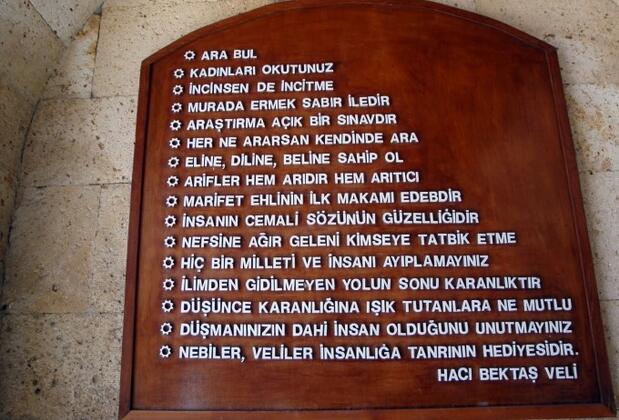 ARA BUL
KADINLARI OKUTUNUZ
İNCİNSEN DE İNCİTME
MURADA ERMEK SABIR İLEDİR
ARAŞTIRMA AÇIK BİR SINAVDIR
HER NE ARARSAN KENDİNDE ARA
ELİNE, DİLİNE, BELİNE SAHİP OL
ARİFLER HEM ARIDIR HEM ARITICI
MARİFET EHLİNİN İLK MAKAMI EDEBDİR
İNSANIN CEMALİ SÖZÜNÜN GÜZELLİĞİDİR
NEFSİNE AĞIR GELENİ KİMSEYE TATBİK ETME
HİÇ BİR MİLLETİ VE İNSANI AYIPLAMAYINIZ
İLİMDEN GİDİLMEYEN YOLUN SONU KARANLIKTIR
DÜŞÜNCE KARANLIĞINA IŞIK TUTANLARA NE MUTLU
DÜŞMANINIZIN DAHİ İNSAN OLDUĞUNU UNUTMAYINIZ
NEBİLER, VELİLER İNSANLIĞA TANRININ HEDİYESİDİR.
HACI BEKTAŞ VELİ